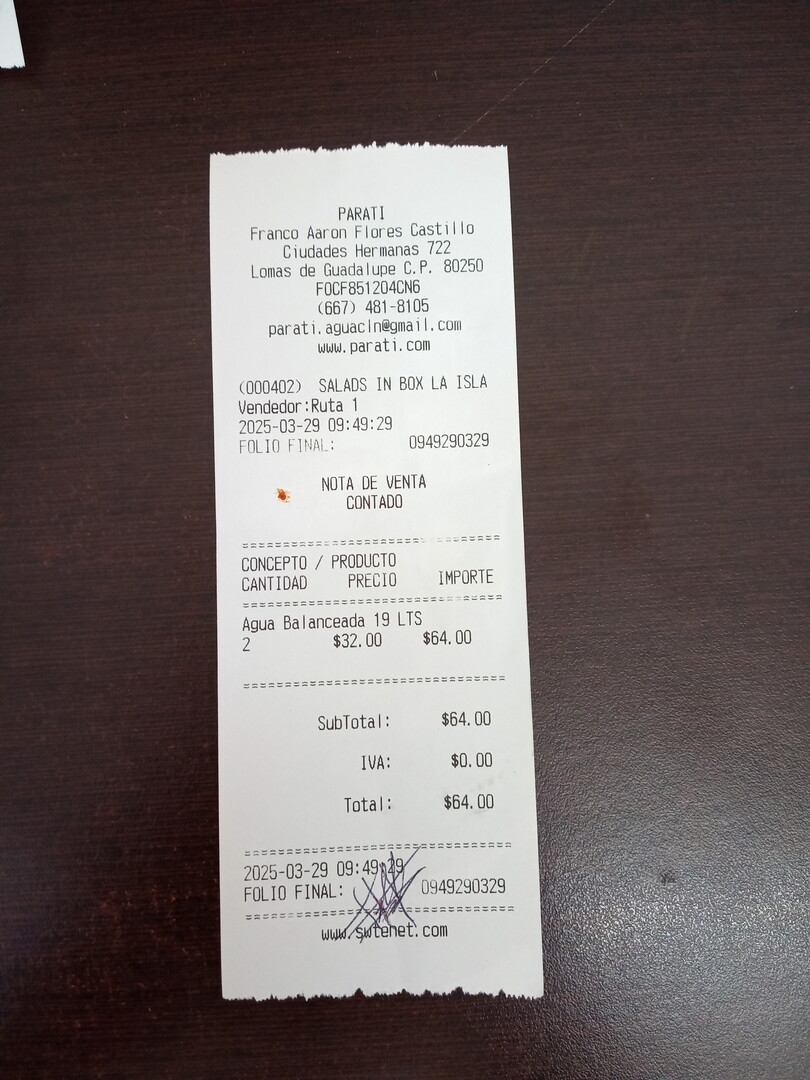 PARATI
Franco Aaron Flores Castillo
Ciudades Hermanas 722
Lomas de Guadalupe C.P. 80250
FOCF851204CN6
(667) 481-8105
parati.aguacln@gmail.com
www.parati.com
(000402) SALADS IN BOX LA ISLA
Vendedor:Ruta 1
2025-03-29 09:49:29
FOLIO FINAL: 0949290329
NOTA DE VENTA
CONTADO
==================================
CONCEPTO / PRODUCTO
CANTIDAD PRECIO IMPORTE
==================================
Agua Balanceada 19 LTS
2 $32.00 $64.00
==================================
SubTotal: $64.00
IVA: $0.00
Total: $64.00
==================================
2025-03-29 09:49:29
FOLIO FINAL: 0949290329
==================================
www.swtenet.com